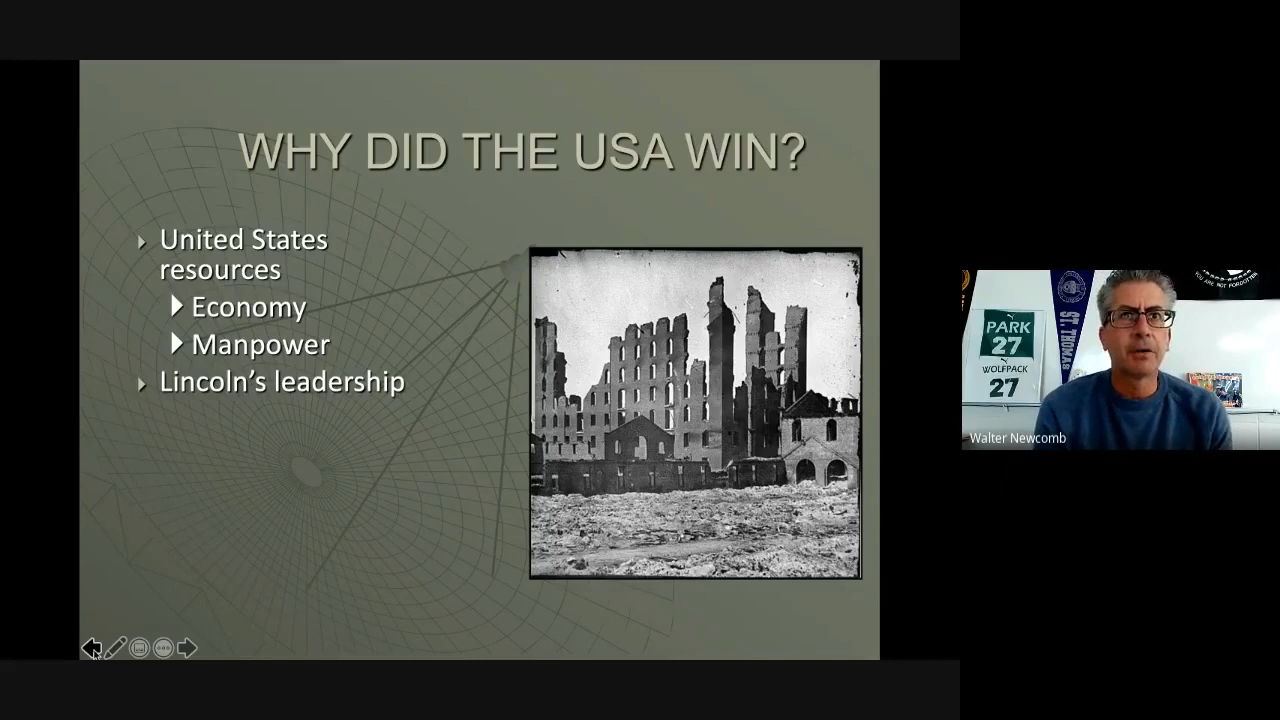 WHY DID THE USA WIN?
United States
resources
Economy
Manpower
Lincoln's leadership
PARK
27
WOLFPACK
27
ST. THOMAS
YOU ARE NOT FORGOTTEN
Walter Newcomb